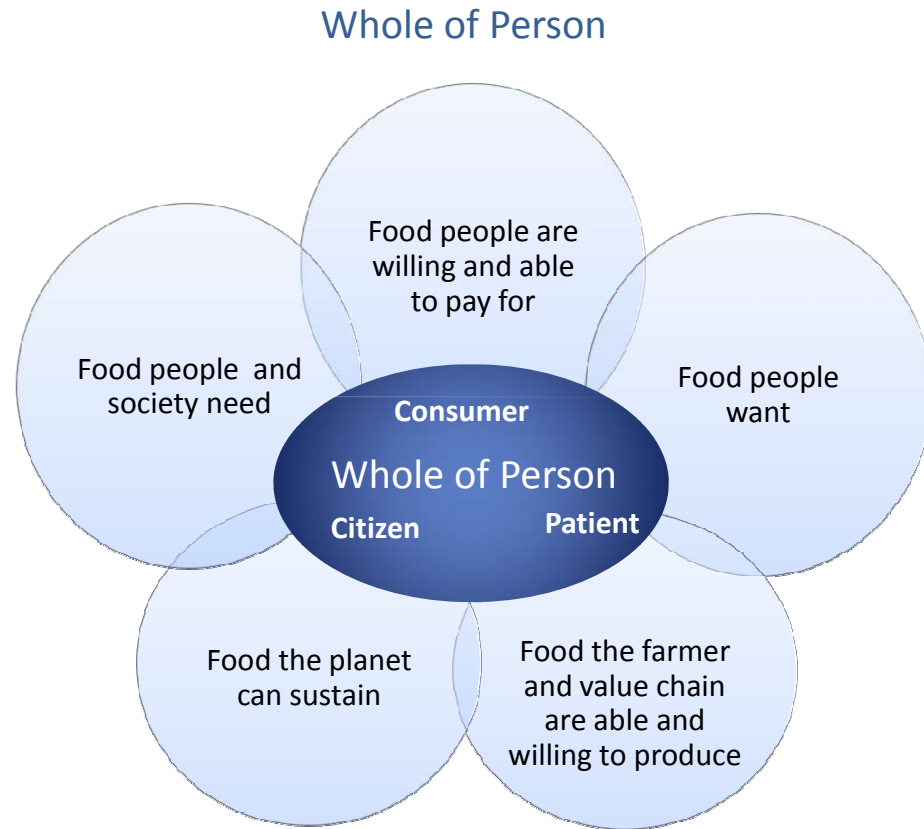 Whole of Person
Food people are
willing and able
to pay for
Food people and
society need
Food people
want
Consumer
Whole of Person
Citizen
Patient
Food the planet
can sustain
Food the farmer
and value chain
are able and
willing to produce